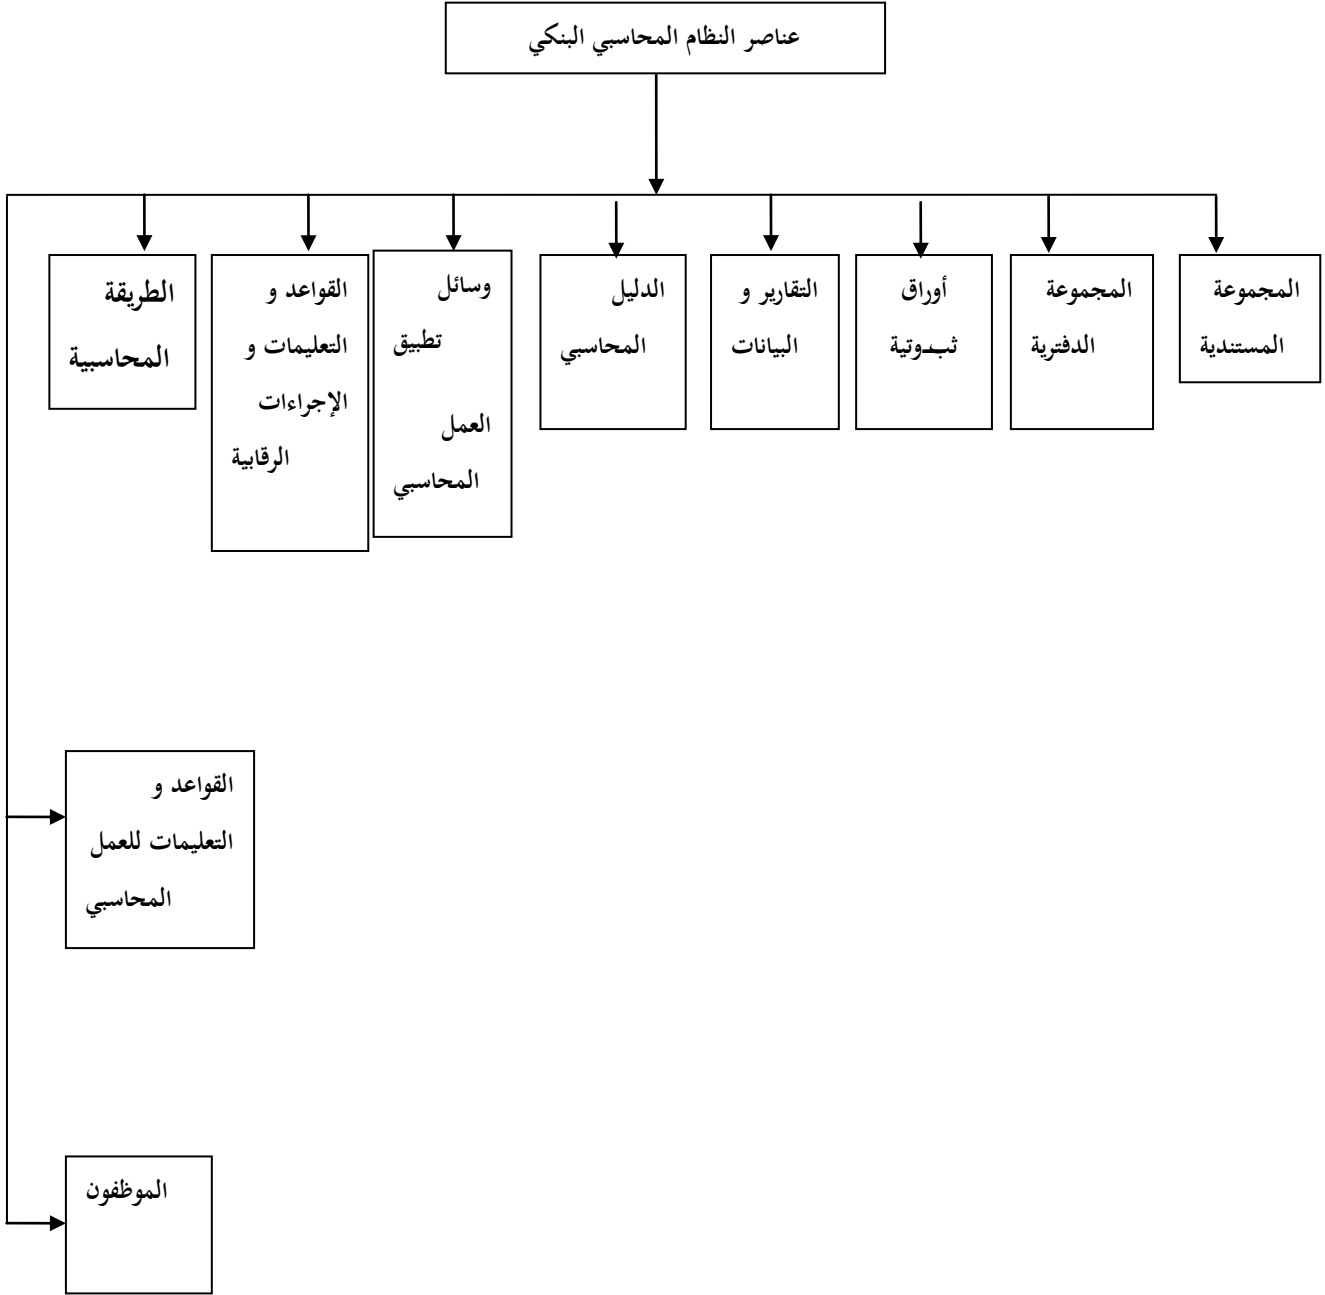 عناصر النظام المحاسبي البنكي
المجموعة
المستندية
المجموعة
الدفترية
أوراق
ثبـوتية
التقارير و
البيانات
الدليل
المحاسبي
وسائل
تطبيق
العمل
المحاسبي
القواعد و
التعليمات و
الإجراءات
الرقابية
الطريقة
المحاسبية
القواعد و
التعليمات للعمل
المحاسبي
الموظفون